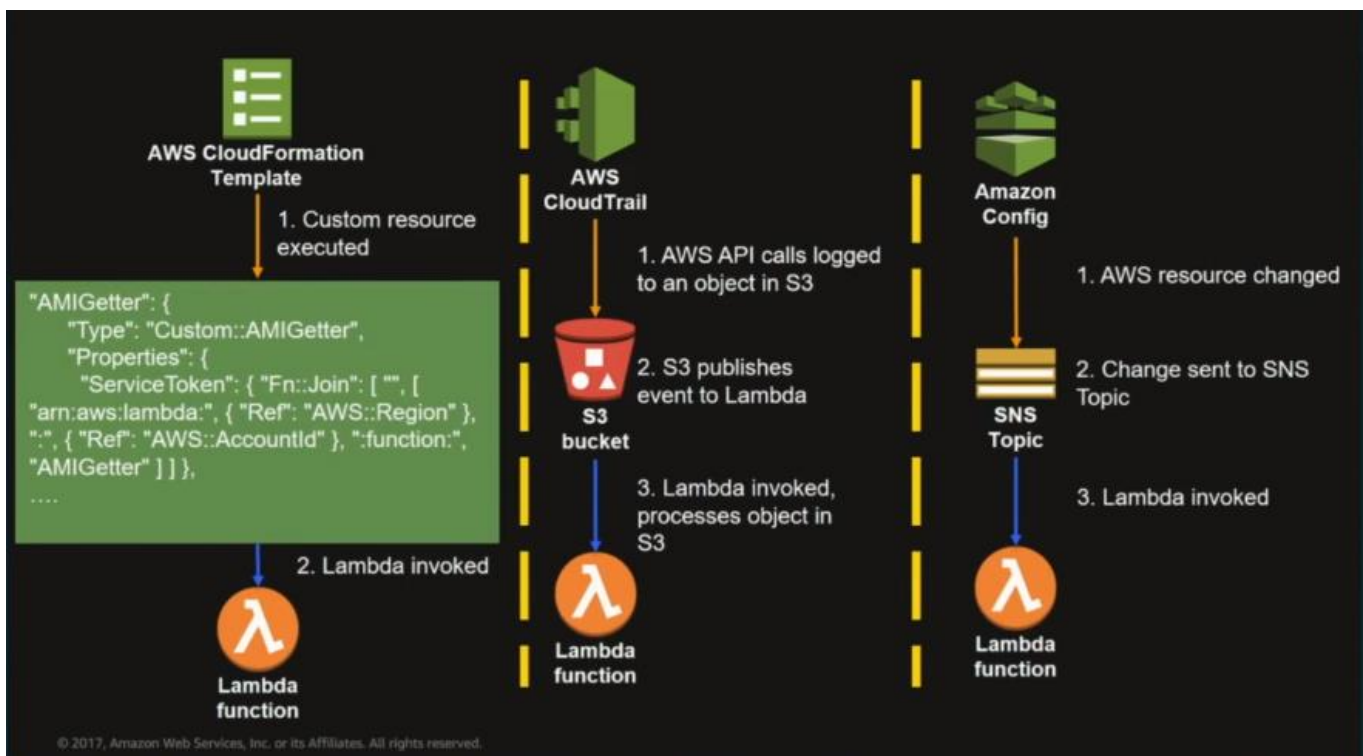 AWS CloudFormation
Template
1. Custom resource
executed
"AMIGetter": {
"Type": "Custom::AMIGetter",
"Properties": {
"ServiceToken": { "Fn::Join": [ "", [
"arn:aws:lambda:", { "Ref": "AWS::Region" },
":", { "Ref": "AWS::AccountId" }, ":function:",
"AMIGetter" ] ] },
....
2. Lambda invoked
Lambda
function
AWS
CloudTrail
1. AWS API calls logged
to an object in S3
2. S3 publishes
event to Lambda
S3
bucket
3. Lambda invoked,
processes object in
S3
Lambda
function
Amazon
Config
1. AWS resource changed
2. Change sent to SNS
Topic
SNS
Topic
3. Lambda invoked
Lambda
function
© 2017, Amazon Web Services, Inc. or its Affiliates. All rights reserved.